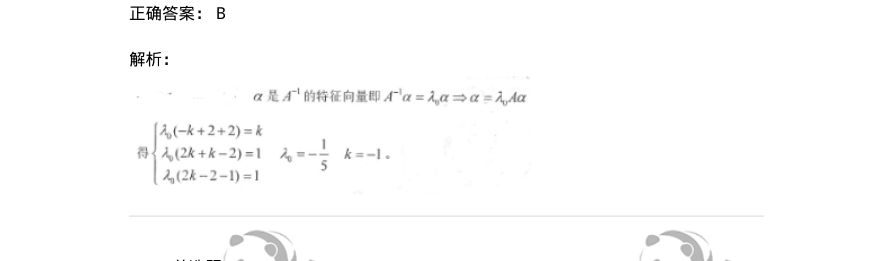 正确答案： B
解析：
α 是 A⁻¹ 的特征向量即 A⁻¹α = λ₀α ⇒ α = λ₀Aα
得 { λ₀(−k+2+2) = k
λ₀(2k+k−2) = 1
λ₀(2k−2−1) = 1
λ₀ = −1/5 k = −1 。